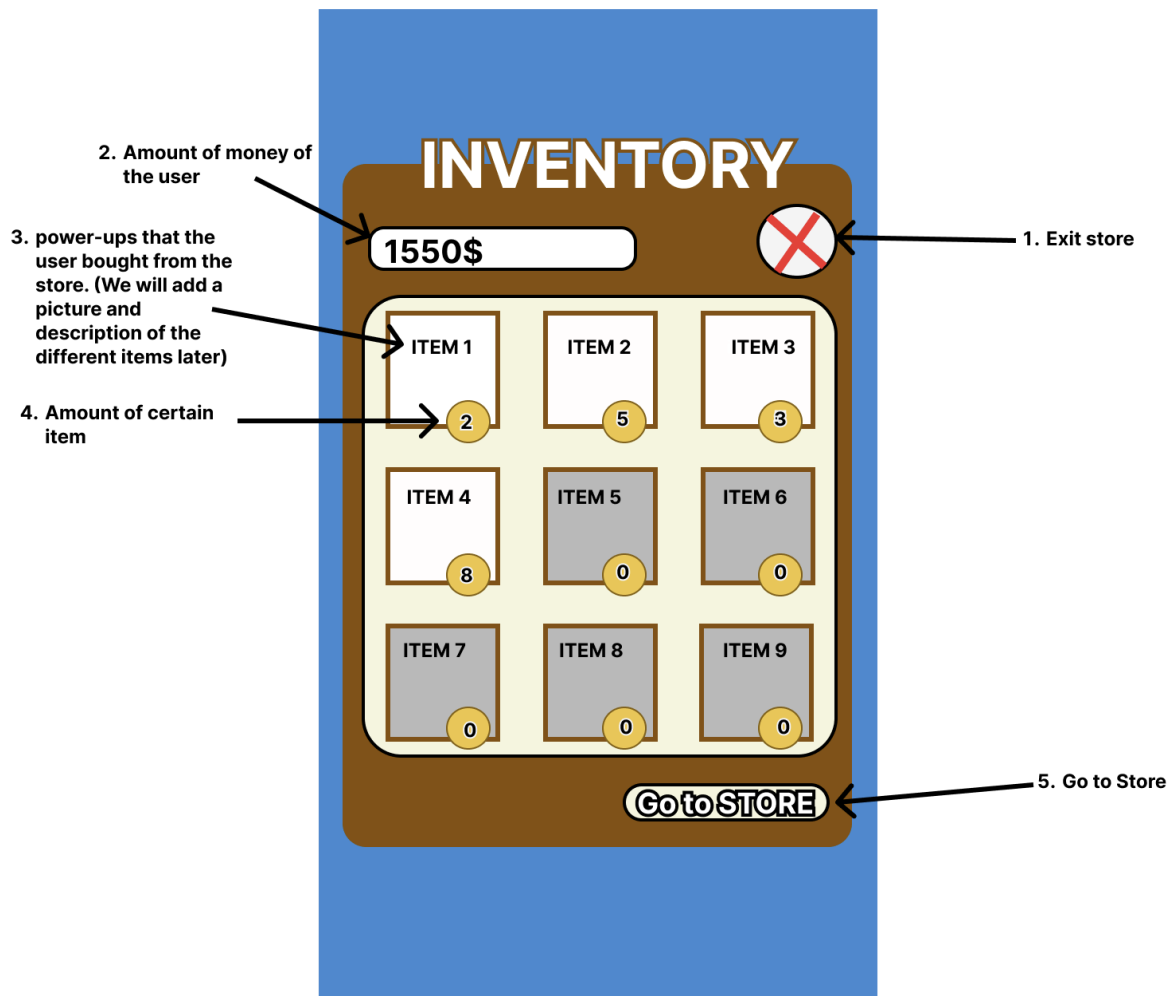 INVENTORY
2. Amount of money of
the user
1550$
1. Exit store
3. power-ups that the
user bought from the
store. (We will add a
picture and
description of the
different items later)
ITEM 1
ITEM 2
ITEM 3
4. Amount of certain
item
2
5
3
ITEM 4
ITEM 5
ITEM 6
8
0
0
ITEM 7
ITEM 8
ITEM 9
0
0
0
Go to STORE
5. Go to Store